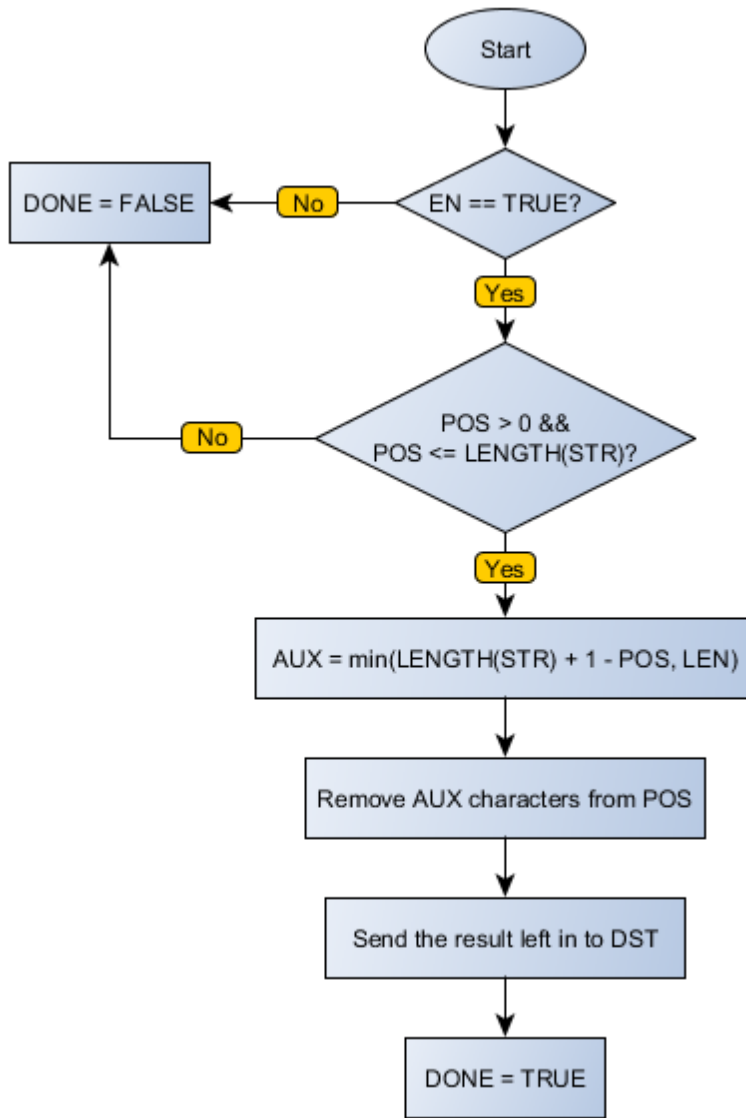 Start
EN == TRUE?
No
DONE = FALSE
Yes
POS > 0 &&
POS <= LENGTH(STR)?
No
Yes
AUX = min(LENGTH(STR) + 1 - POS, LEN)
Remove AUX characters from POS
Send the result left in to DST
DONE = TRUE